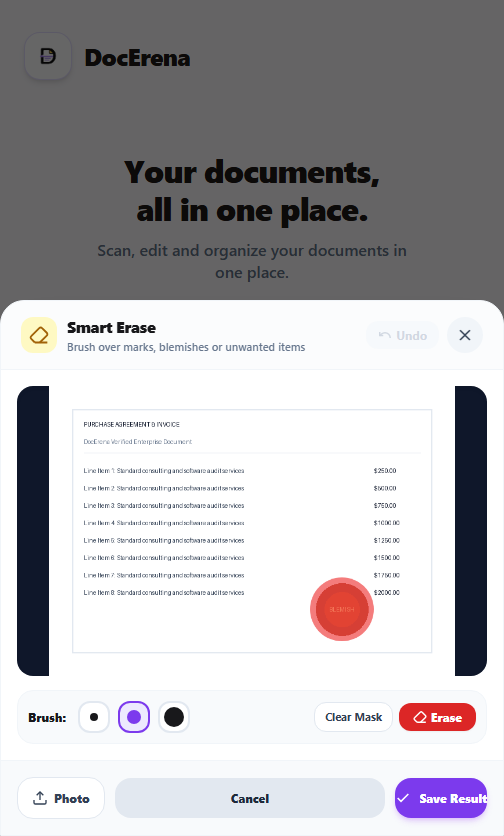 D
DocErena
Your documents,
all in one place.
Scan, edit and organize your documents in
one place.
Smart Erase
Brush over marks, blemishes or unwanted items
Undo
PURCHASE AGREEMENT & INVOICE
DocErena Verified Enterprise Document
Line Item 1: Standard consulting and software audit services $250.00
Line Item 2: Standard consulting and software audit services $500.00
Line Item 3: Standard consulting and software audit services $750.00
Line Item 4: Standard consulting and software audit services $1000.00
Line Item 5: Standard consulting and software audit services $1250.00
Line Item 6: Standard consulting and software audit services $1500.00
Line Item 7: Standard consulting and software audit services $1750.00
Line Item 8: Standard consulting and software audit services $2000.00
BLEMISH
Brush:
Clear Mask
Erase
Photo
Cancel
Save Result